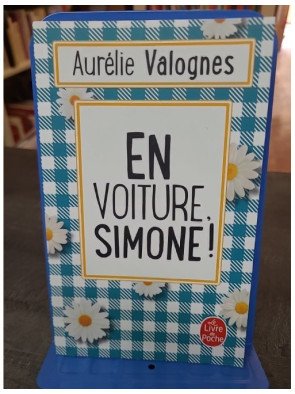 Aurélie Valognes
EN
VOITURE,
SIMONE!
Le
Livre
de
Poche